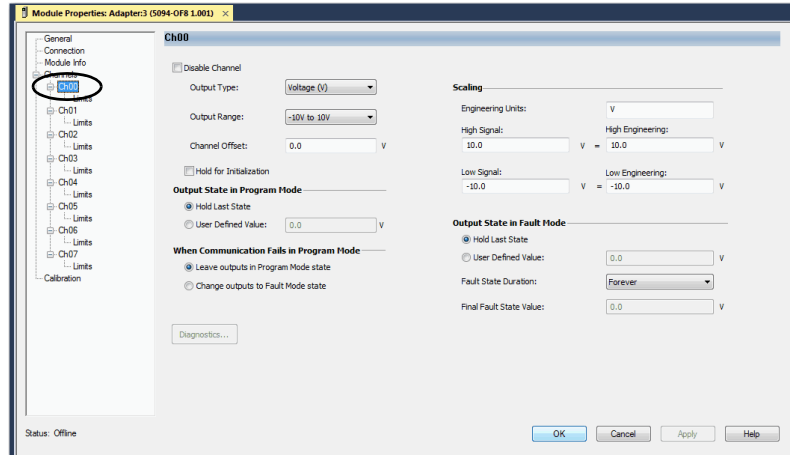 Module Properties: Adapter:3 (5094-OF8 1.001) ×
General
Connection
Module Info
Channels
Ch00
Limits
Ch01
Limits
Ch02
Limits
Ch03
Limits
Ch04
Limits
Ch05
Limits
Ch06
Limits
Ch07
Limits
Calibration
Ch00
Disable Channel
Output Type: Voltage (V)
Output Range: -10V to 10V
Channel Offset: 0.0 V
Hold for Initialization
Output State in Program Mode
Hold Last State
User Defined Value: 0.0 V
When Communication Fails in Program Mode
Leave outputs in Program Mode state
Change outputs to Fault Mode state
Diagnostics...
Scaling
Engineering Units: V
High Signal: High Engineering:
10.0 V = 10.0 V
Low Signal: Low Engineering:
-10.0 V = -10.0 V
Output State in Fault Mode
Hold Last State
User Defined Value: 0.0 V
Fault State Duration: Forever
Final Fault State Value: 0.0 V
Status: Offline
OK Cancel Apply Help